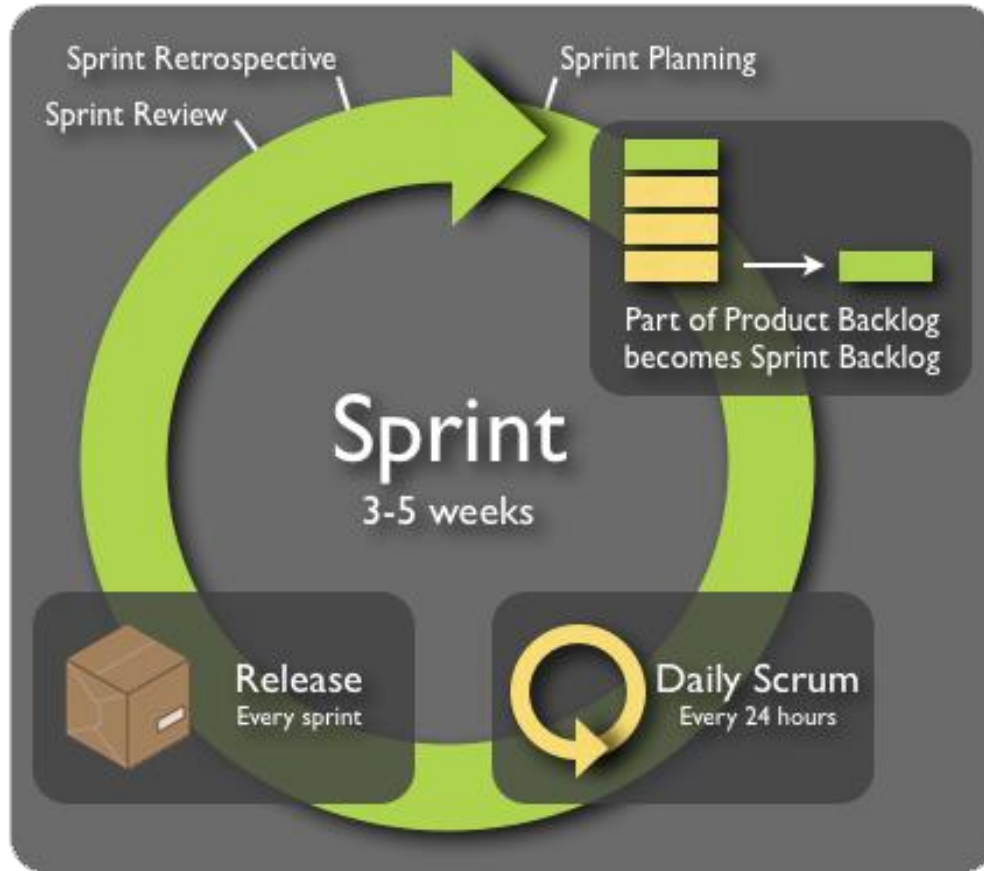 Sprint Retrospective
Sprint Planning
Sprint Review
Part of Product Backlog
becomes Sprint Backlog
Sprint
3-5 weeks
Release
Every sprint
Daily Scrum
Every 24 hours